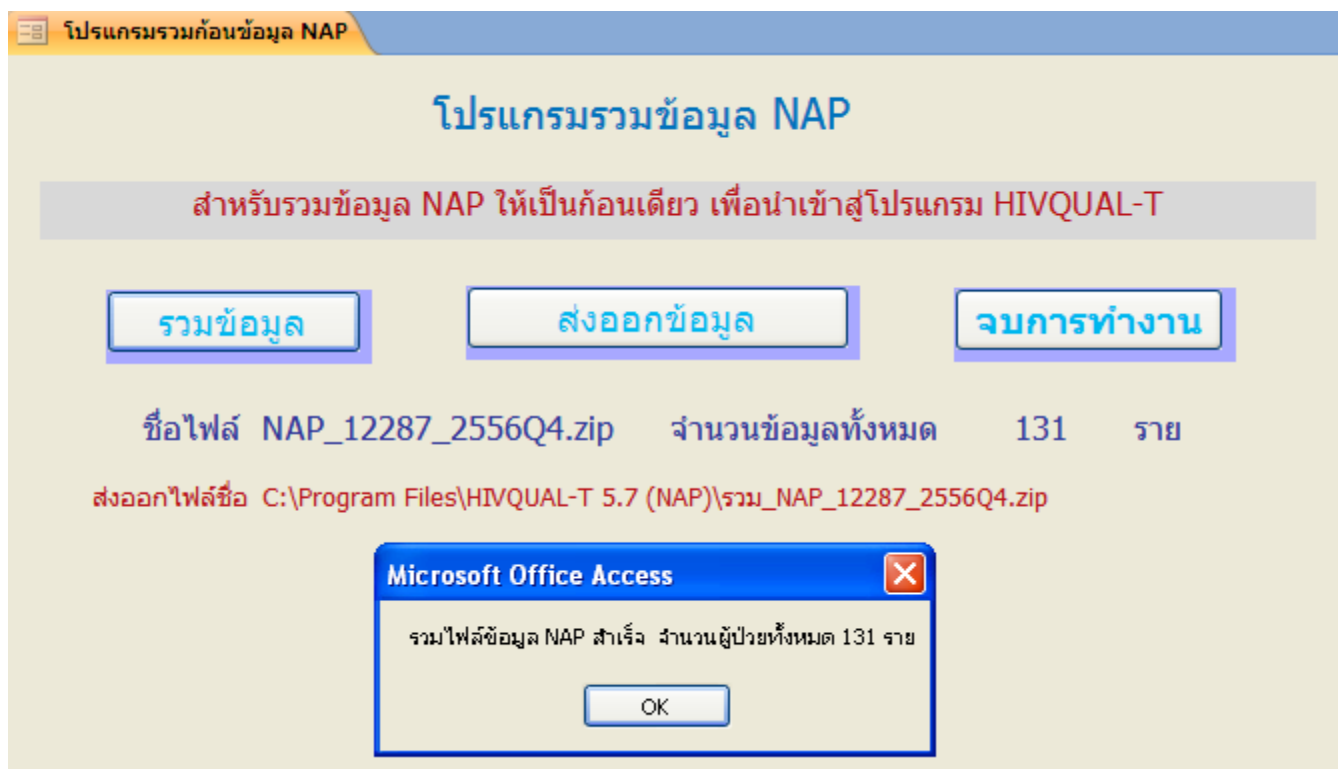 โปรแกรมรวมก้อนข้อมูล NAP
โปรแกรมรวมข้อมูล NAP
สำหรับรวมข้อมูล NAP ให้เป็นก้อนเดียว เพื่อนำเข้าสู่โปรแกรม HIVQUAL-T
รวมข้อมูล ส่งออกข้อมูล จบการทำงาน
ชื่อไฟล์ NAP_12287_2556Q4.zip จำนวนข้อมูลทั้งหมด 131 ราย
ส่งออกไฟล์ชื่อ C:\Program Files\HIVQUAL-T 5.7 (NAP)\รวม_NAP_12287_2556Q4.zip
Microsoft Office Access
รวมไฟล์ข้อมูล NAP สำเร็จ จำนวนผู้ป่วยทั้งหมด 131 ราย
OK